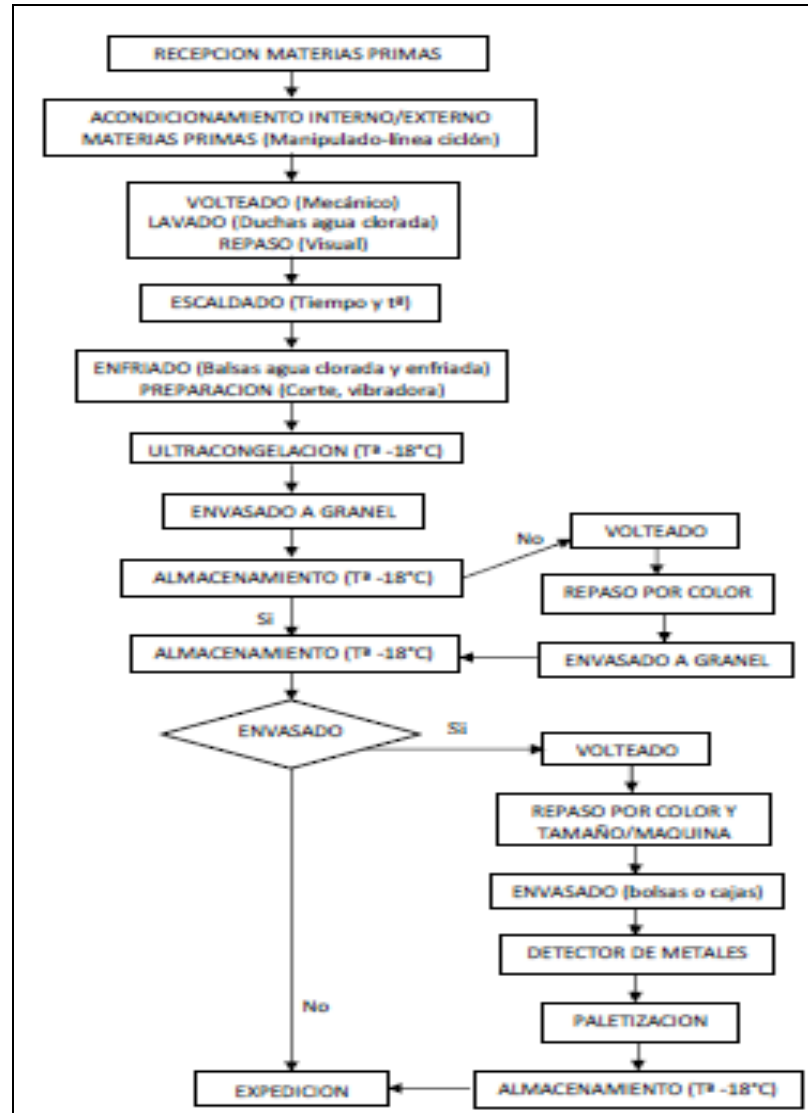 RECEPCION MATERIAS PRIMAS
ACONDICIONAMIENTO INTERNO/EXTERNO
MATERIAS PRIMAS (Manipulado-línea ciclón)
VOLTEADO (Mecánico)
LAVADO (Duchas agua clorada)
REPASO (Visual)
ESCALDADO (Tiempo y tª)
ENFRIADO (Balsas agua clorada y enfriada)
PREPARACION (Corte, vibradora)
ULTRACONGELACION (Tª -18°C)
ENVASADO A GRANEL
ALMACENAMIENTO (Tª -18°C)
No
VOLTEADO
REPASO POR COLOR
ENVASADO A GRANEL
Si
ALMACENAMIENTO (Tª -18°C)
ENVASADO
Si
VOLTEADO
REPASO POR COLOR Y
TAMAÑO/MAQUINA
ENVASADO (bolsas o cajas)
DETECTOR DE METALES
PALETIZACION
ALMACENAMIENTO (Tª -18°C)
No
EXPEDICION